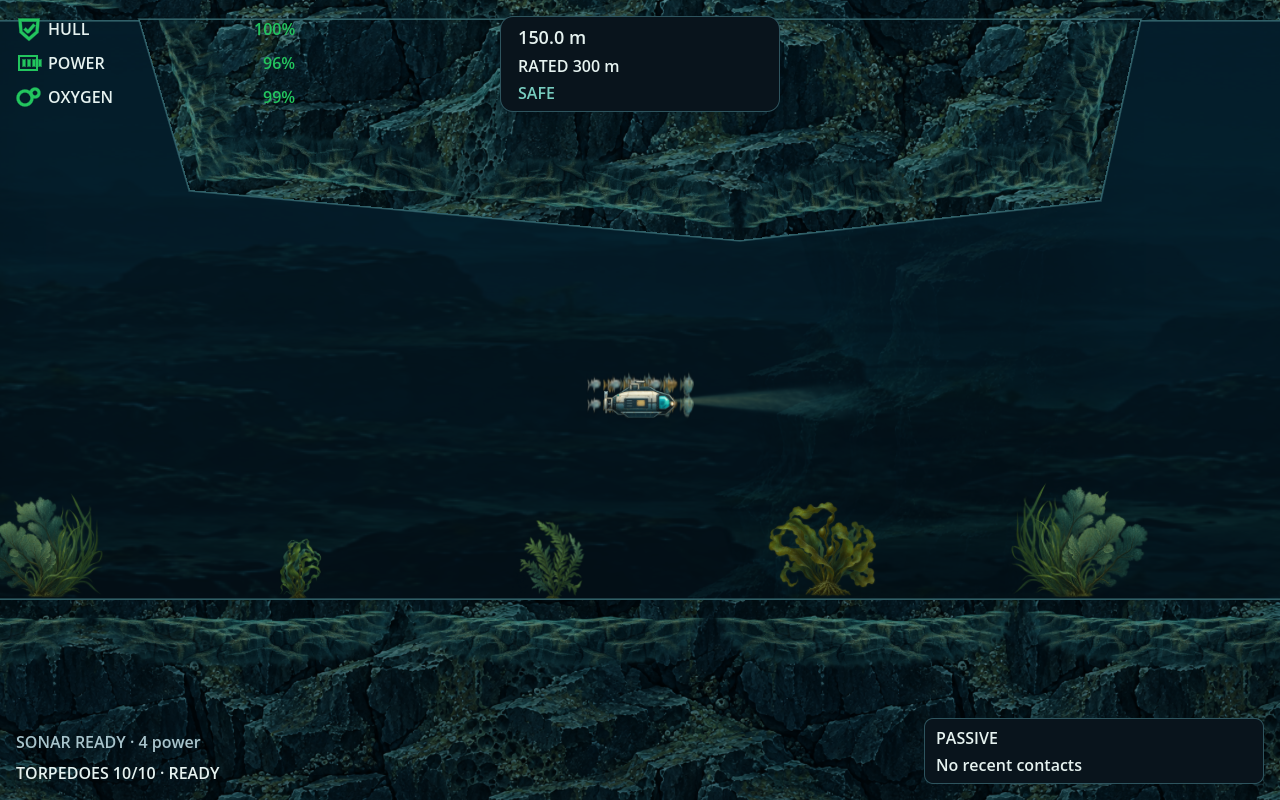 HULL 100%
POWER 96%
OXYGEN 99%
150.0 m
RATED 300 m
SAFE
SONAR READY · 4 power
TORPEDOES 10/10 · READY
PASSIVE
No recent contacts